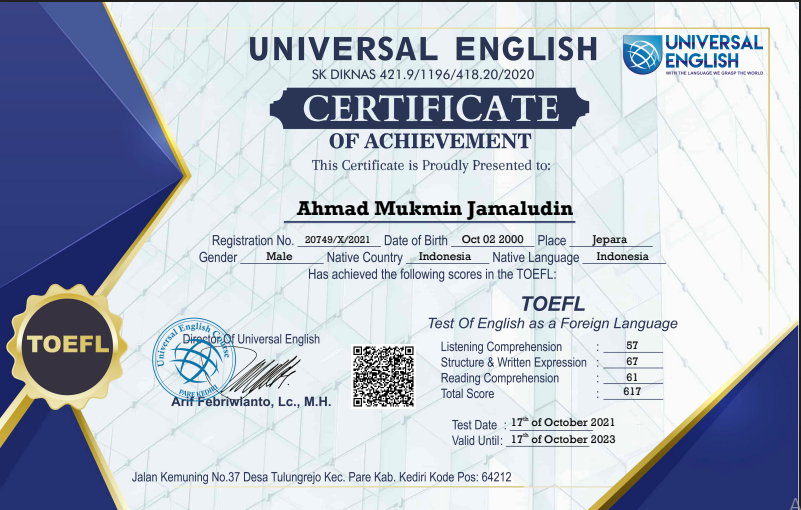 UNIVERSAL ENGLISH
SK DIKNAS 421.9/1196/418.20/2020
UNIVERSAL
ENGLISH
WITH THE LANGUAGE WE GRASP THE WORLD
CERTIFICATE
OF ACHIEVEMENT
This Certificate is Proudly Presented to:
Ahmad Mukmin Jamaludin
Registration No. 20749/X/2021 Date of Birth Oct 02 2000 Place Jepara
Gender Male Native Country Indonesia Native Language Indonesia
Has achieved the following scores in the TOEFL:
TOEFL
Test Of English as a Foreign Language
Listening Comprehension : 57
Structure & Written Expression : 67
Reading Comprehension : 61
Total Score : 617
Test Date : 17th of October 2021
Valid Until : 17th of October 2023
TOEFL
Director Of Universal English
Universal English Course
PARE KEDIRI
Arif Febriwianto, Lc., M.H.
Jalan Kemuning No.37 Desa Tulungrejo Kec. Pare Kab. Kediri Kode Pos: 64212
A